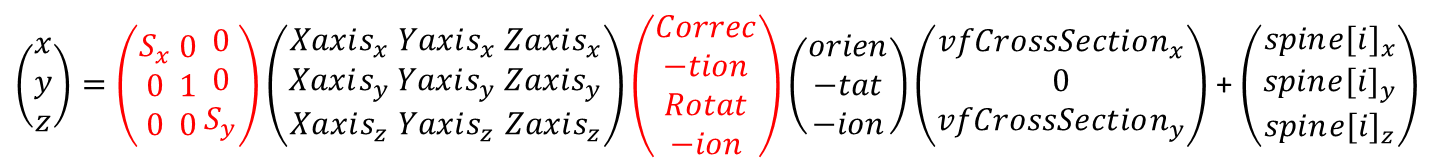 (x y z) = (S_x 0 0; 0 1 0; 0 0 S_y) (Xaxis_x Yaxis_x Zaxis_x; Xaxis_y Yaxis_y Zaxis_y; Xaxis_z Yaxis_z Zaxis_z) (Correc −tion Rotat −ion) (orien −tat −ion) (vfCrossSection_x; 0; vfCrossSection_y) + (spine[i]_x; spine[i]_y; spine[i]_z)